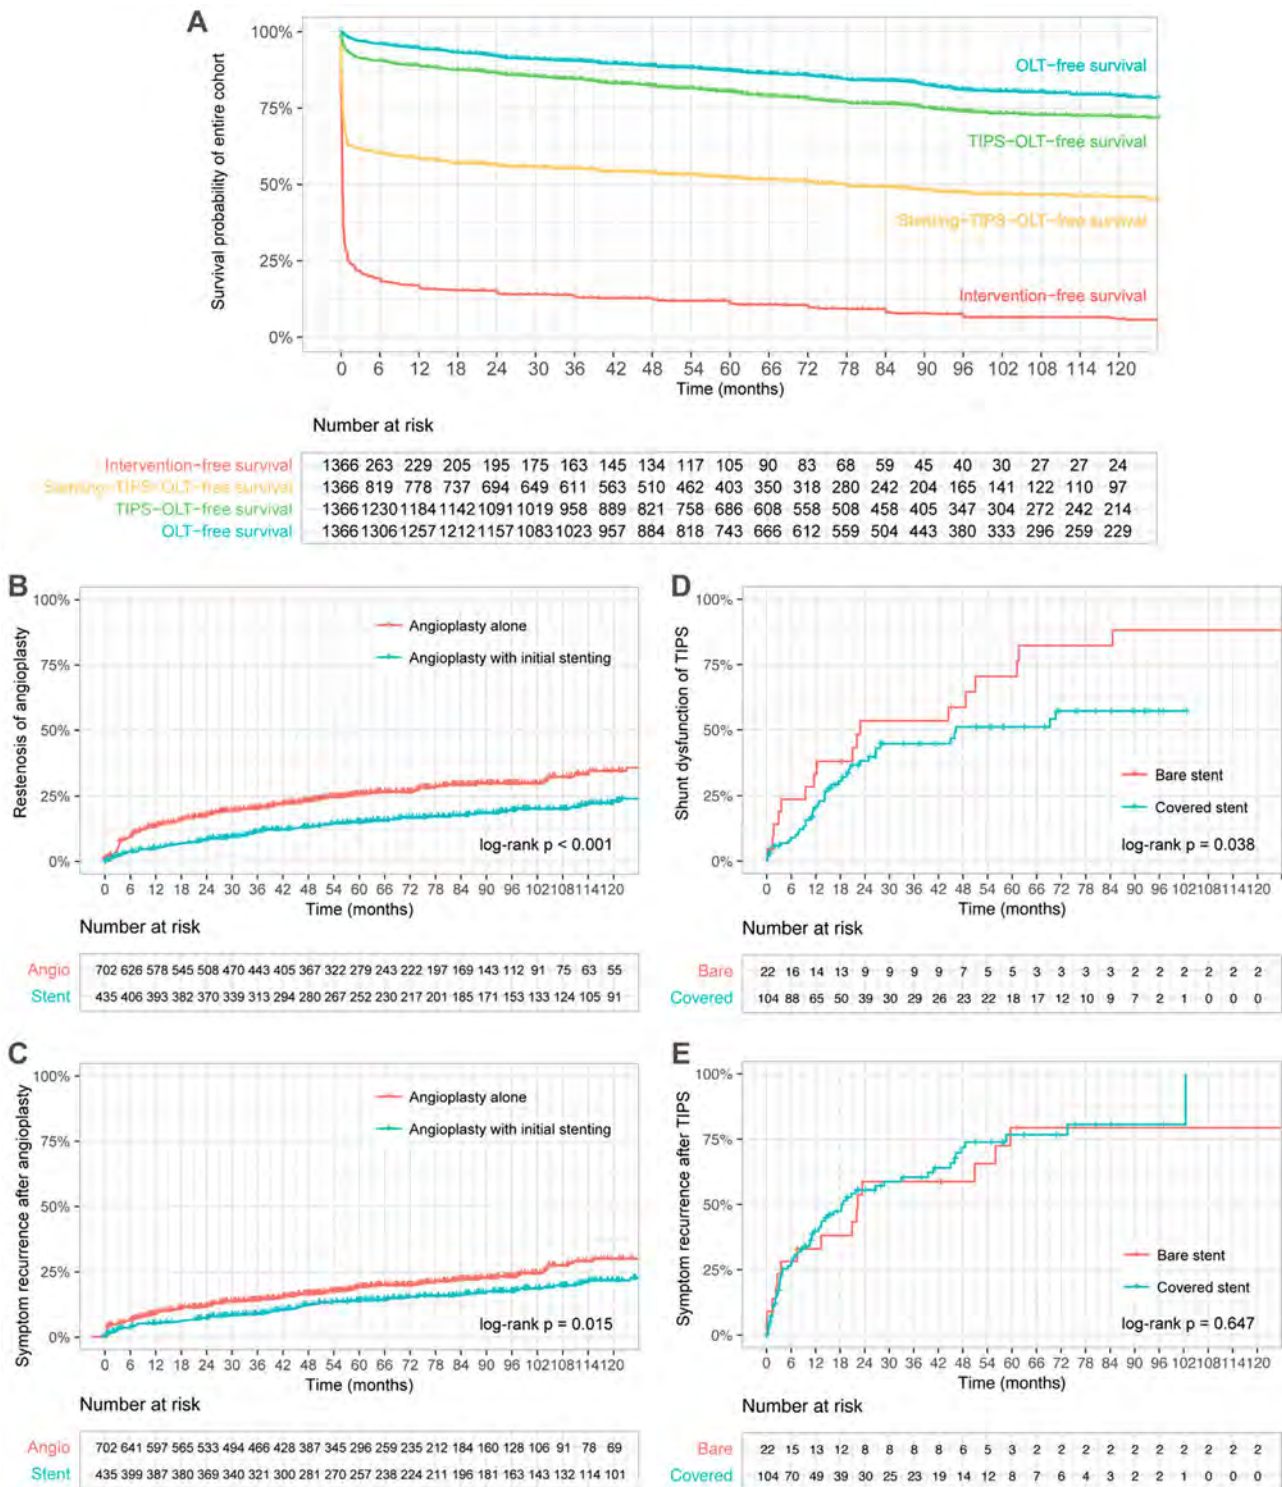 A
Survival probability of entire cohort
100%
75%
50%
25%
0%
OLT-free survival
TIPS-OLT-free survival
Stenting-TIPS-OLT-free survival
Intervention-free survival
0 6 12 18 24 30 36 42 48 54 60 66 72 78 84 90 96 102 108 114 120
Time (months)
Number at risk
Intervention-free survival 1366 263 229 205 195 175 163 145 134 117 105 90 83 68 59 45 40 30 27 27 24
Stenting-TIPS-OLT-free survival 1366 819 778 737 694 649 611 563 510 462 403 350 318 280 242 204 165 141 122 110 97
TIPS-OLT-free survival 1366 1230 1184 1142 1091 1019 958 889 821 758 686 608 558 508 458 405 347 304 272 242 214
OLT-free survival 1366 1306 1257 1212 1157 1083 1023 957 884 818 743 666 612 559 504 443 380 333 296 259 229
B
Restenosis of angioplasty
100%
75%
50%
25%
0%
Angioplasty alone
Angioplasty with initial stenting
log-rank p < 0.001
0 6 12 18 24 30 36 42 48 54 60 66 72 78 84 90 96 102 108 114 120
Time (months)
Number at risk
Angio 702 626 578 545 508 470 443 405 367 322 279 243 222 197 169 143 112 91 75 63 55
Stent 435 406 393 382 370 339 313 294 280 267 252 230 217 201 185 171 153 133 124 105 91
D
Shunt dysfunction of TIPS
100%
75%
50%
25%
0%
Bare stent
Covered stent
log-rank p = 0.038
0 6 12 18 24 30 36 42 48 54 60 66 72 78 84 90 96 102 108 114 120
Time (months)
Number at risk
Bare 22 16 14 13 9 9 9 9 7 5 5 3 3 3 3 2 2 2 2 2 2
Covered 104 88 65 50 39 30 29 26 23 22 18 17 12 10 9 7 2 1 0 0 0
C
Symptom recurrence after angioplasty
100%
75%
50%
25%
0%
Angioplasty alone
Angioplasty with initial stenting
log-rank p = 0.015
0 6 12 18 24 30 36 42 48 54 60 66 72 78 84 90 96 102 108 114 120
Time (months)
Number at risk
Angio 702 641 597 565 533 494 466 428 387 345 296 259 235 212 184 160 128 106 91 78 69
Stent 435 399 387 380 369 340 321 300 281 270 257 238 224 211 196 181 163 143 132 114 101
E
Symptom recurrence after TIPS
100%
75%
50%
25%
0%
Bare stent
Covered stent
log-rank p = 0.647
0 6 12 18 24 30 36 42 48 54 60 66 72 78 84 90 96 102 108 114 120
Time (months)
Number at risk
Bare 22 15 13 12 8 8 8 8 6 5 3 2 2 2 2 2 2 2 2 2 2
Covered 104 70 49 39 30 25 23 19 14 12 8 7 6 4 3 2 2 1 0 0 0